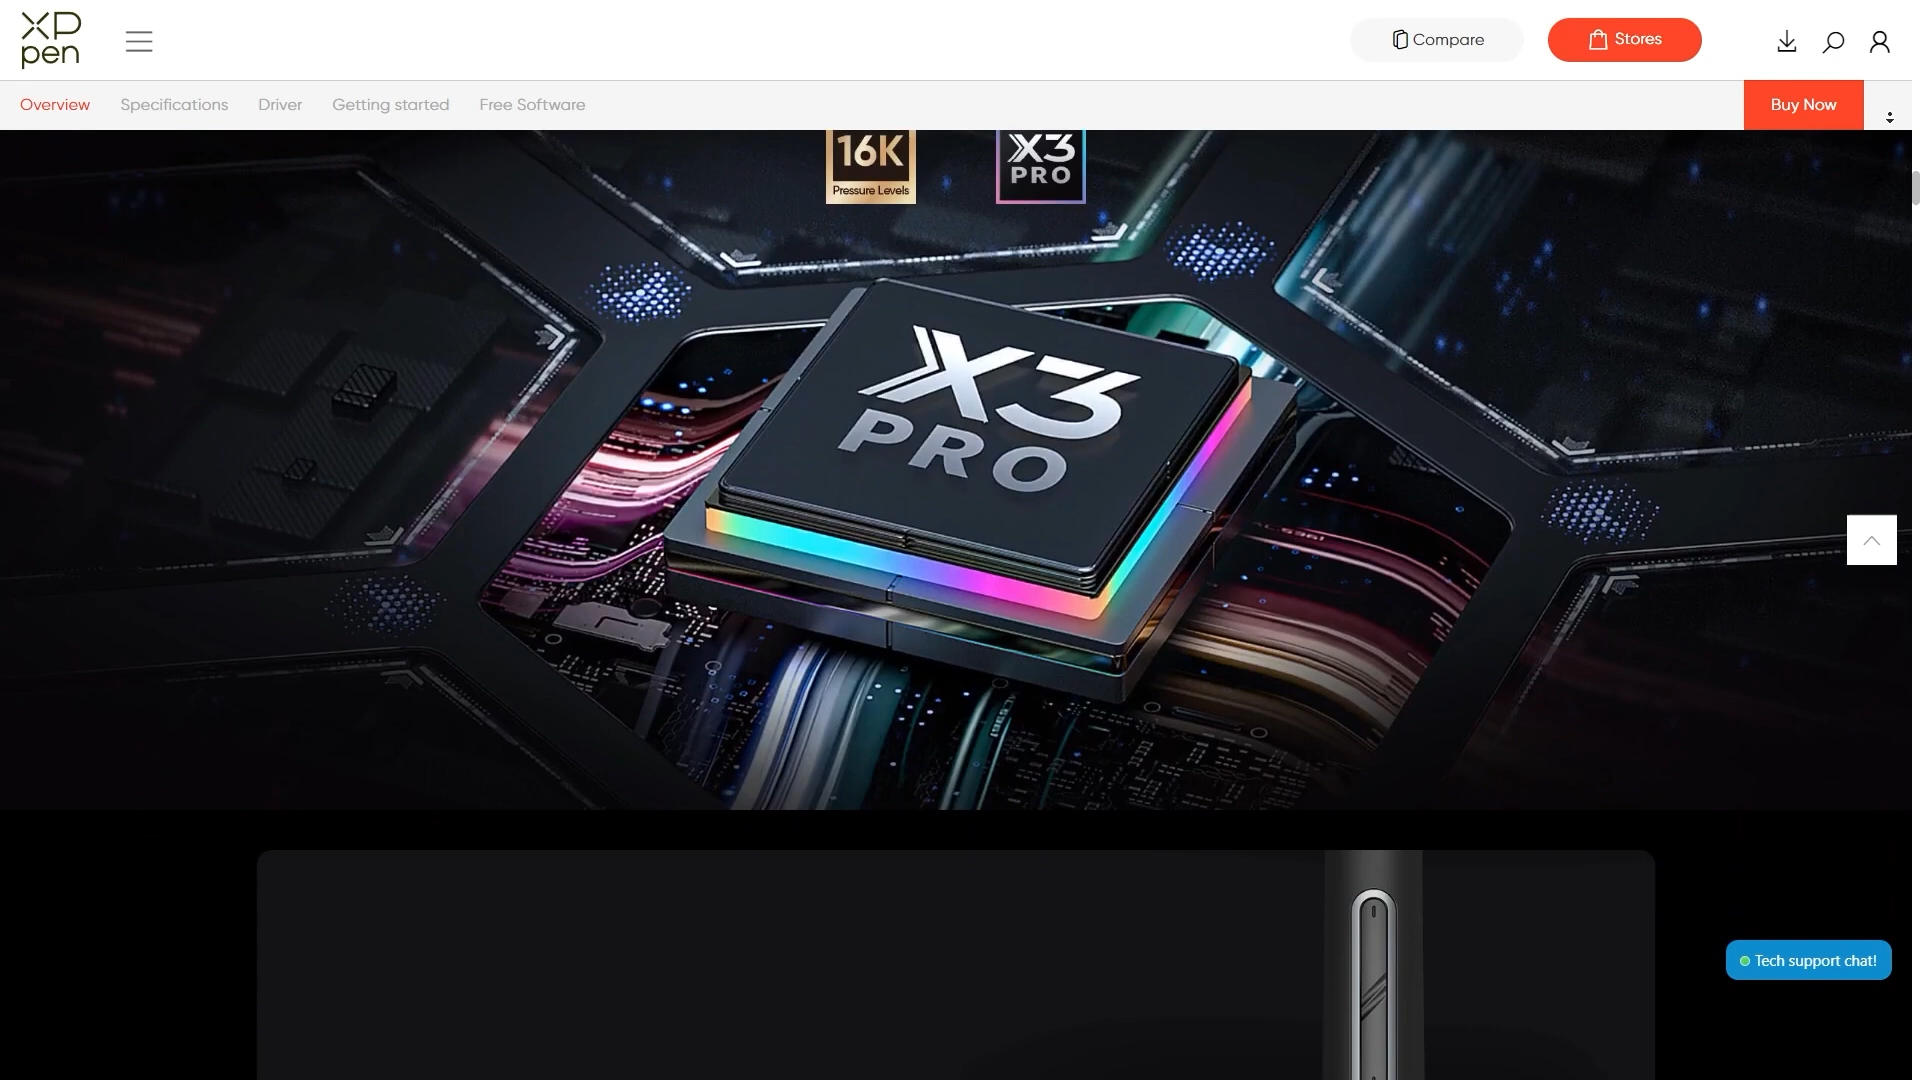 XP
pen
Compare
Stores
Overview
Specifications
Driver
Getting started
Free Software
Buy Now
16K
Pressure Levels
X3
PRO
X3
PRO
Tech support chat!